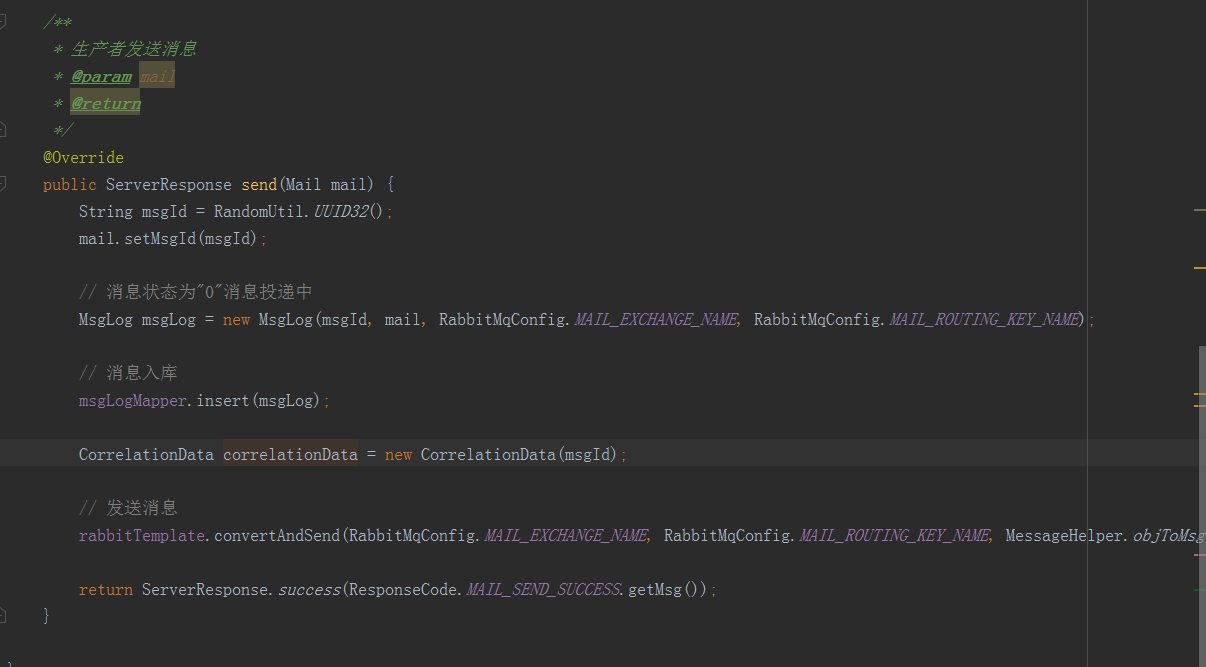 /**
* 生产者发送消息
* @param mail
* @return
*/
@Override
public ServerResponse send(Mail mail) {
String msgId = RandomUtil.UUID32();
mail.setMsgId(msgId);
// 消息状态为"0"消息投递中
MsgLog msgLog = new MsgLog(msgId, mail, RabbitMqConfig.MAIL_EXCHANGE_NAME, RabbitMqConfig.MAIL_ROUTING_KEY_NAME);
// 消息入库
msgLogMapper.insert(msgLog);
CorrelationData correlationData = new CorrelationData(msgId);
// 发送消息
rabbitTemplate.convertAndSend(RabbitMqConfig.MAIL_EXCHANGE_NAME, RabbitMqConfig.MAIL_ROUTING_KEY_NAME, MessageHelper.objToMsg
return ServerResponse.success(ResponseCode.MAIL_SEND_SUCCESS.getMsg());
}